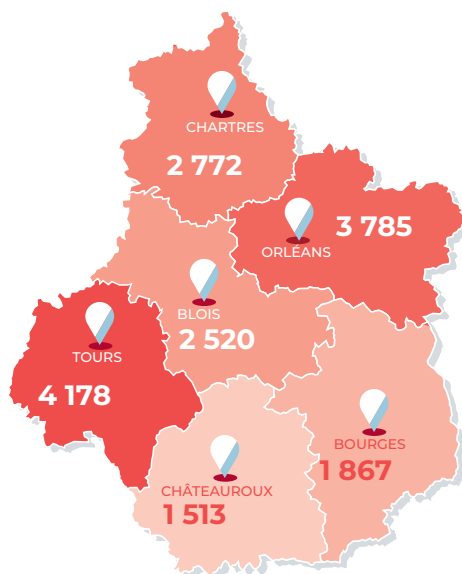 CHARTRES
2 772
3 785
ORLÉANS
BLOIS
2 520
TOURS
4 178
BOURGES
1 867
CHÂTEAUROUX
1 513